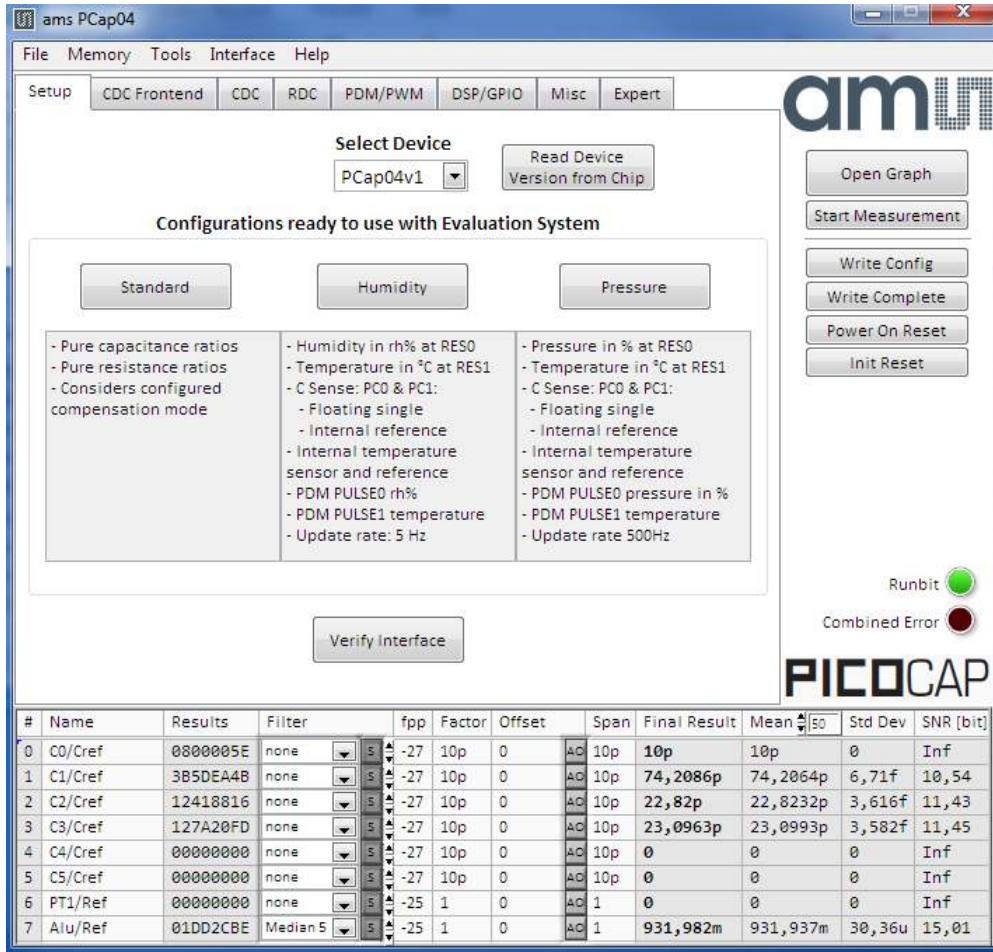 ams PCap04
File Memory Tools Interface Help
Setup CDC Frontend CDC RDC PDM/PWM DSP/GPIO Misc Expert
amu
Select Device
PCap04v1
Read Device
Version from Chip
Open Graph
Start Measurement
Configurations ready to use with Evaluation System
Write Config
Write Complete
Power On Reset
Init Reset
Standard
- Pure capacitance ratios
- Pure resistance ratios
- Considers configured
compensation mode
Humidity
- Humidity in rh% at RES0
- Temperature in °C at RES1
- C Sense: PC0 & PC1:
- Floating single
- Internal reference
- Internal temperature
sensor and reference
- PDM PULSE0 rh%
- PDM PULSE1 temperature
- Update rate: 5 Hz
Pressure
- Pressure in % at RES0
- Temperature in °C at RES1
- C Sense: PC0 & PC1:
- Floating single
- Internal reference
- Internal temperature
sensor and reference
- PDM PULSE0 pressure in %
- PDM PULSE1 temperature
- Update rate 500Hz
Runbit
Combined Error
Verify Interface
PICOCAP
# Name Results Filter fpp Factor Offset Span Final Result Mean 50 Std Dev SNR [bit]
0 C0/Cref 0800005E none S -27 10p 0 AO 10p 10p 10p 0 Inf
1 C1/Cref 3B5DEA4B none S -27 10p 0 AO 10p 74,2086p 74,2064p 6,71f 10,54
2 C2/Cref 12418816 none S -27 10p 0 AO 10p 22,82p 22,8232p 3,616f 11,43
3 C3/Cref 127A20FD none S -27 10p 0 AO 10p 23,0963p 23,0993p 3,582f 11,45
4 C4/Cref 00000000 none S -27 10p 0 AO 10p 0 0 0 Inf
5 C5/Cref 00000000 none S -27 10p 0 AO 10p 0 0 0 Inf
6 PT1/Ref 00000000 none S -25 1 0 AO 1 0 0 0 Inf
7 Alu/Ref 01DD2CBE Median 5 S -25 1 0 AO 1 931,982m 931,937m 30,36u 15,01